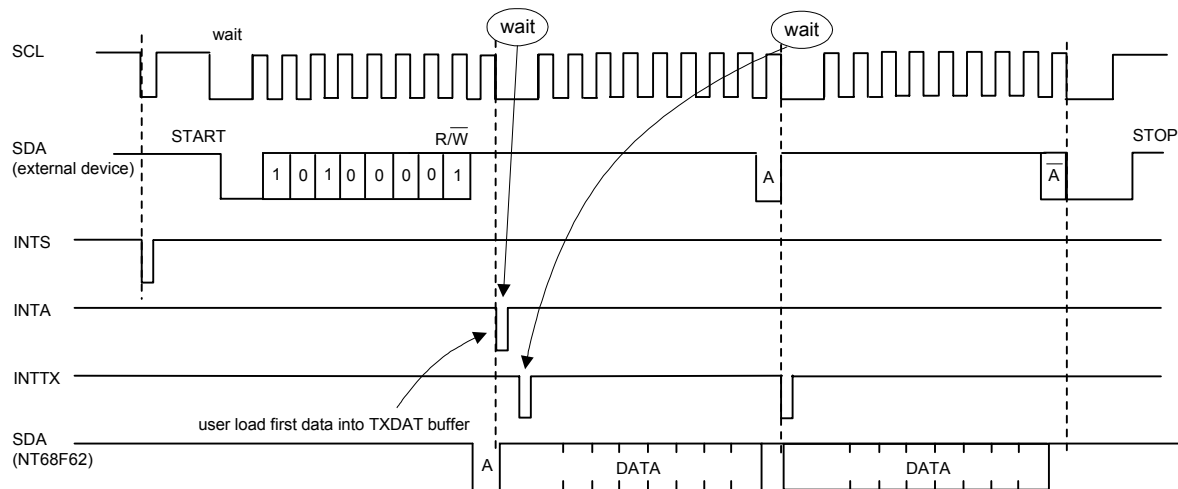 wait
wait
wait
SCL
START
R/W̅
STOP
SDA
(external device)
1 0 1 0 0 0 0 1
A
A̅
INTS
INTA
INTTX
user load first data into TXDAT buffer
SDA
(NT68F62)
A
DATA
DATA